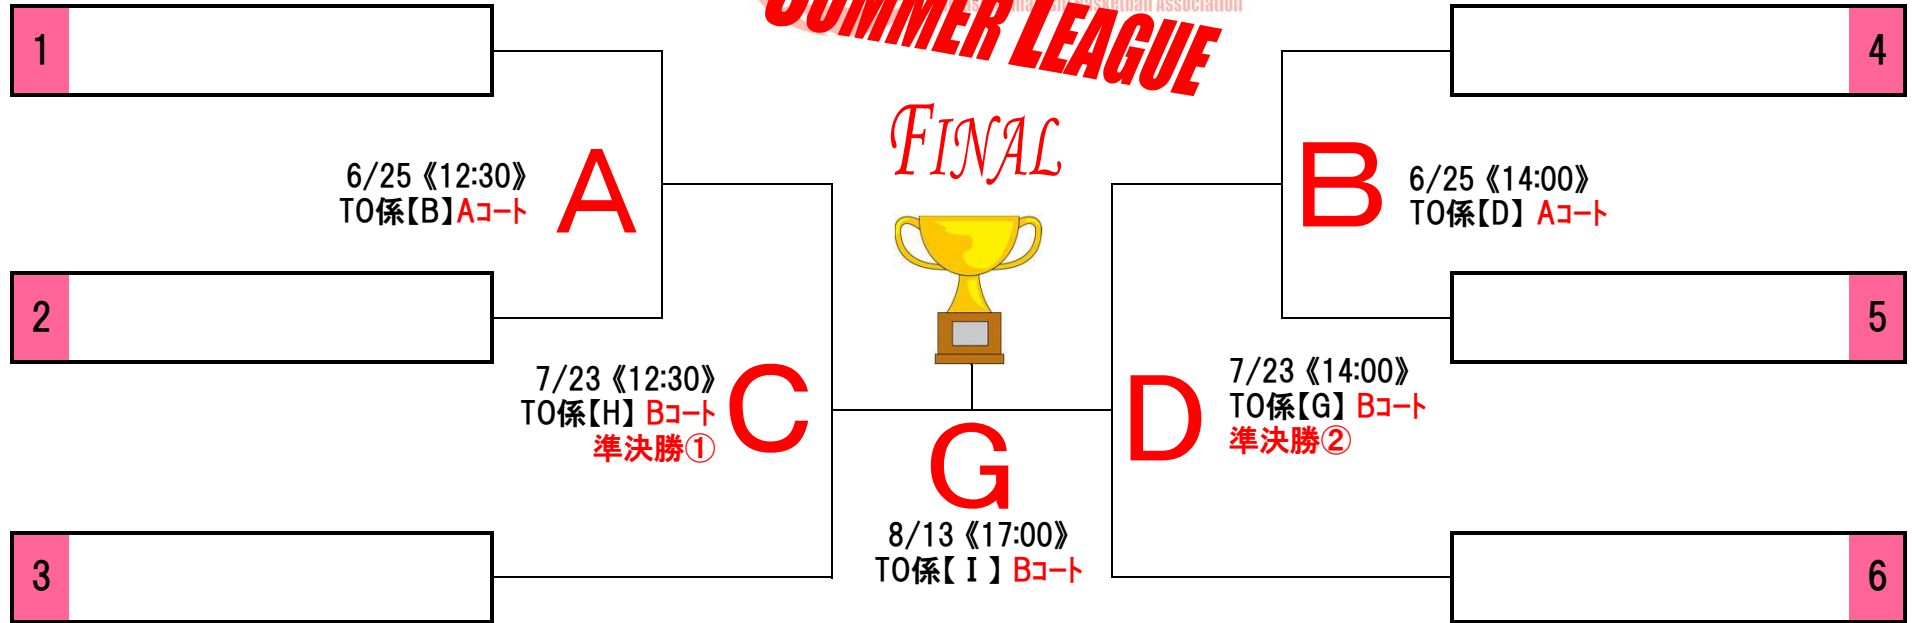 Basketball Association
SUMMER LEAGUE
FINAL
1
4
6/25 《12:30》
TO係【B】Aコート
A
B
6/25 《14:00》
TO係【D】 Aコート
2
5
7/23 《12:30》
TO係【H】 Bコート
準決勝①
C
D
7/23 《14:00》
TO係【G】 Bコート
準決勝②
G
8/13 《17:00》
TO係【 I 】 Bコート
3
6